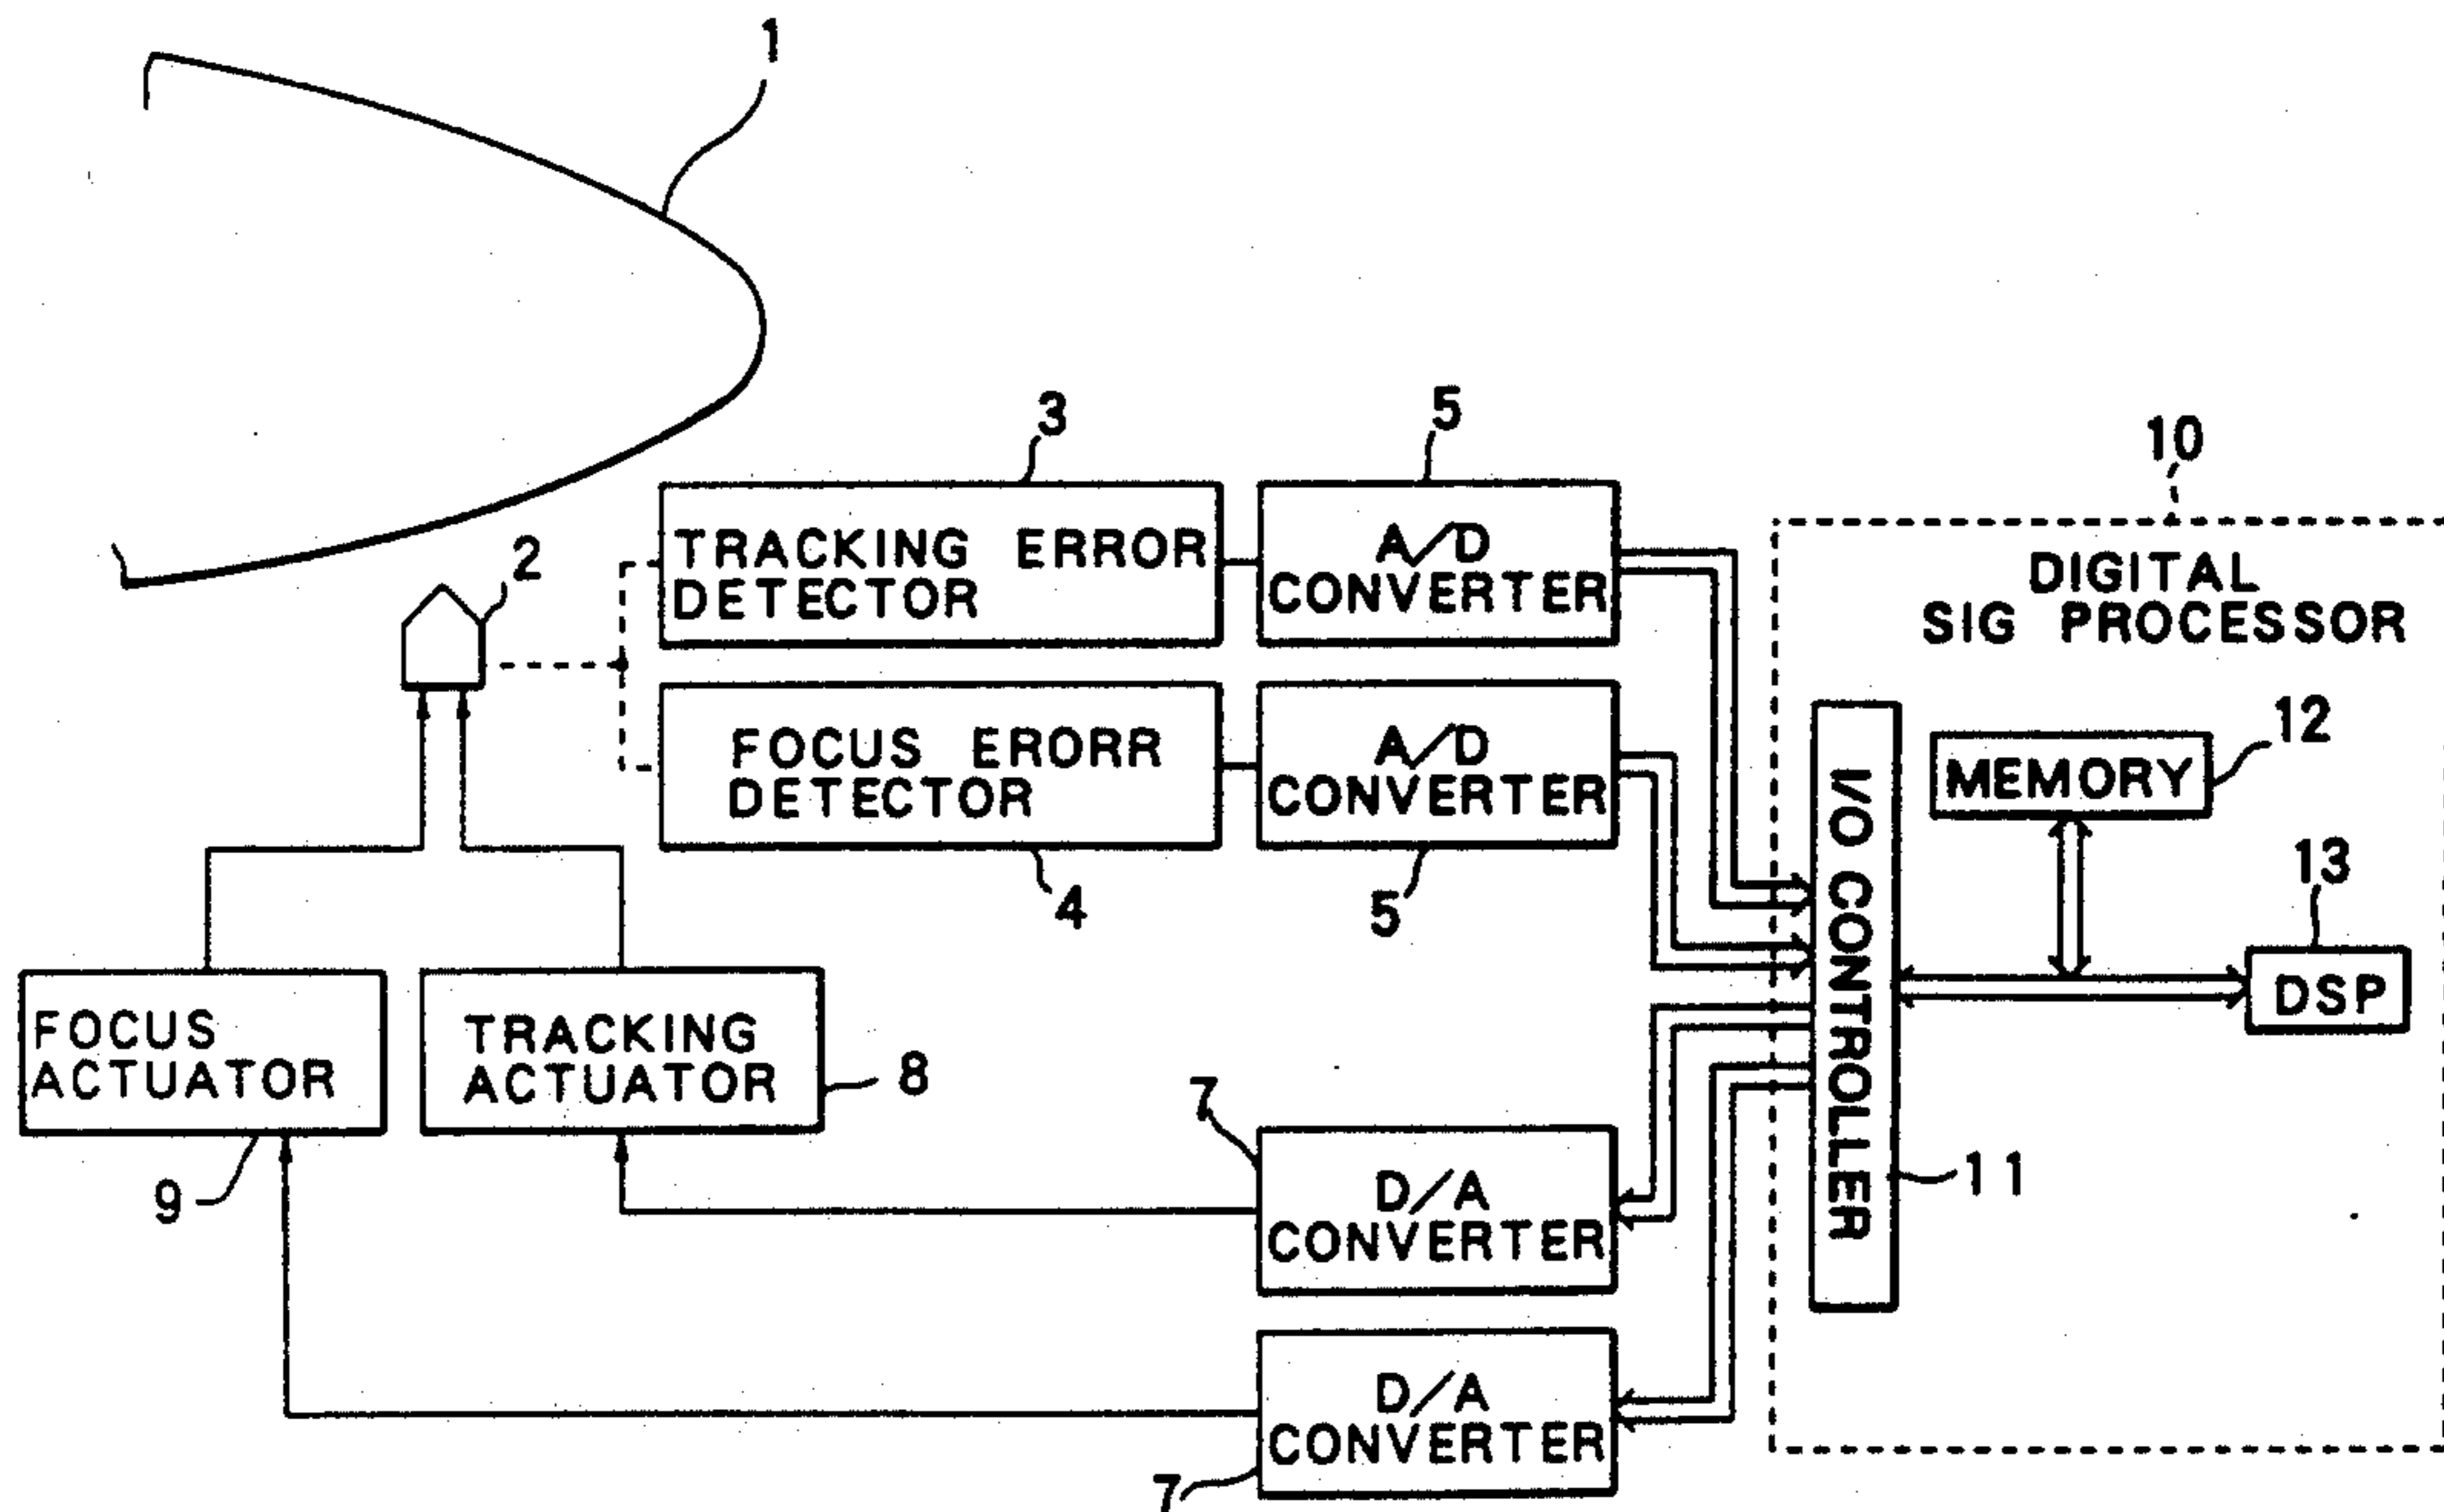 1
3
5
10
TRACKING ERROR
DETECTOR
A/D
CONVERTER
DIGITAL
SIG PROCESSOR
2
FOCUS ERORR
DETECTOR
A/D
CONVERTER
12
MEMORY
I/O CONTROLLER
13
4
5
DSP
FOCUS
ACTUATOR
TRACKING
ACTUATOR
8
7
9
D/A
CONVERTER
11
D/A
CONVERTER
7